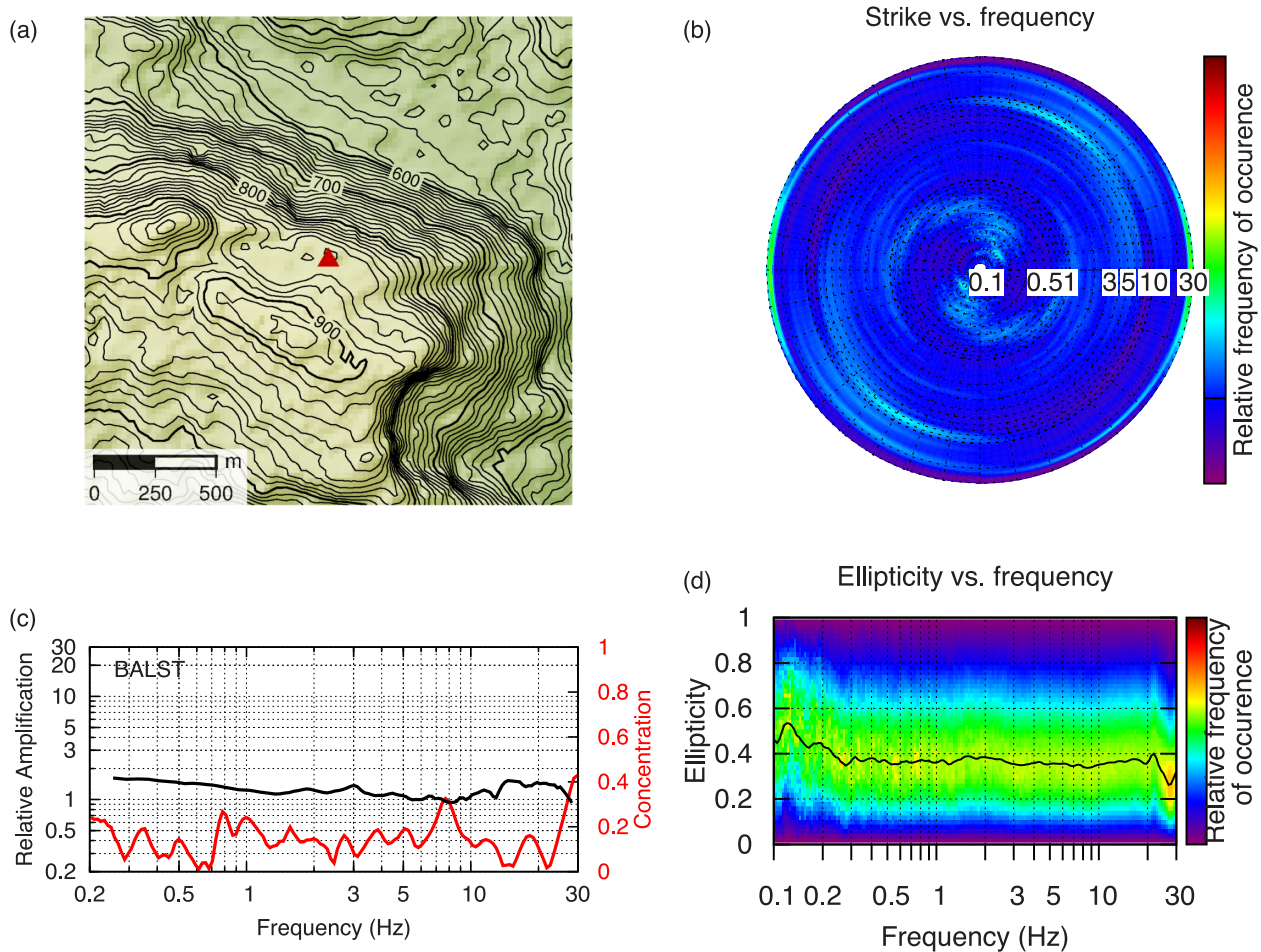 (a)
800
700
600
900
m
0 250 500
(b)
Strike vs. frequency
0.1 0.51 35 10 30
Relative frequency of occurence
(c)
30
20
10
5
3
2
1
0.5
0.3
0.2
Relative Amplification
BALST
1
0.8
0.6
0.4
0.2
0
Concentration
0.2 0.5 1 3 5 10 30
Frequency (Hz)
(d)
Ellipticity vs. frequency
1
0.8
0.6
0.4
0.2
0
Ellipticity
0.1 0.2 1 3 5 10 30
Frequency (Hz)
Relative frequency
of occurence